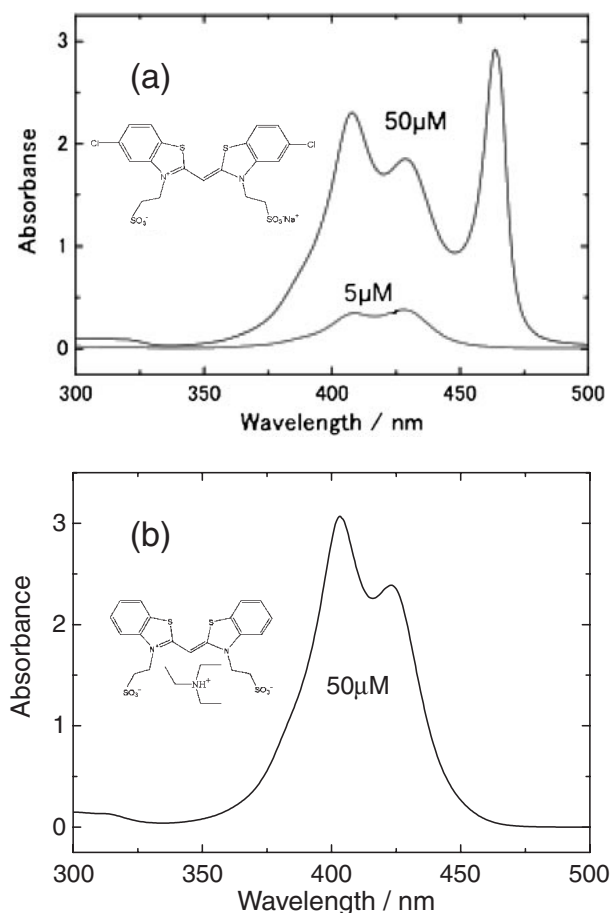 3
(a)
Cl
S
S
Cl
N⁺
N
SO₃⁻
SO₃⁻Na⁺
50µM
5µM
2
1
0
Absorbanse
300 350 400 450 500
Wavelength / nm
3
(b)
S
S
N⁺
N
SO₃⁻
NH⁺
SO₃⁻
50µM
2
1
0
Absorbance
300 350 400 450 500
Wavelength / nm